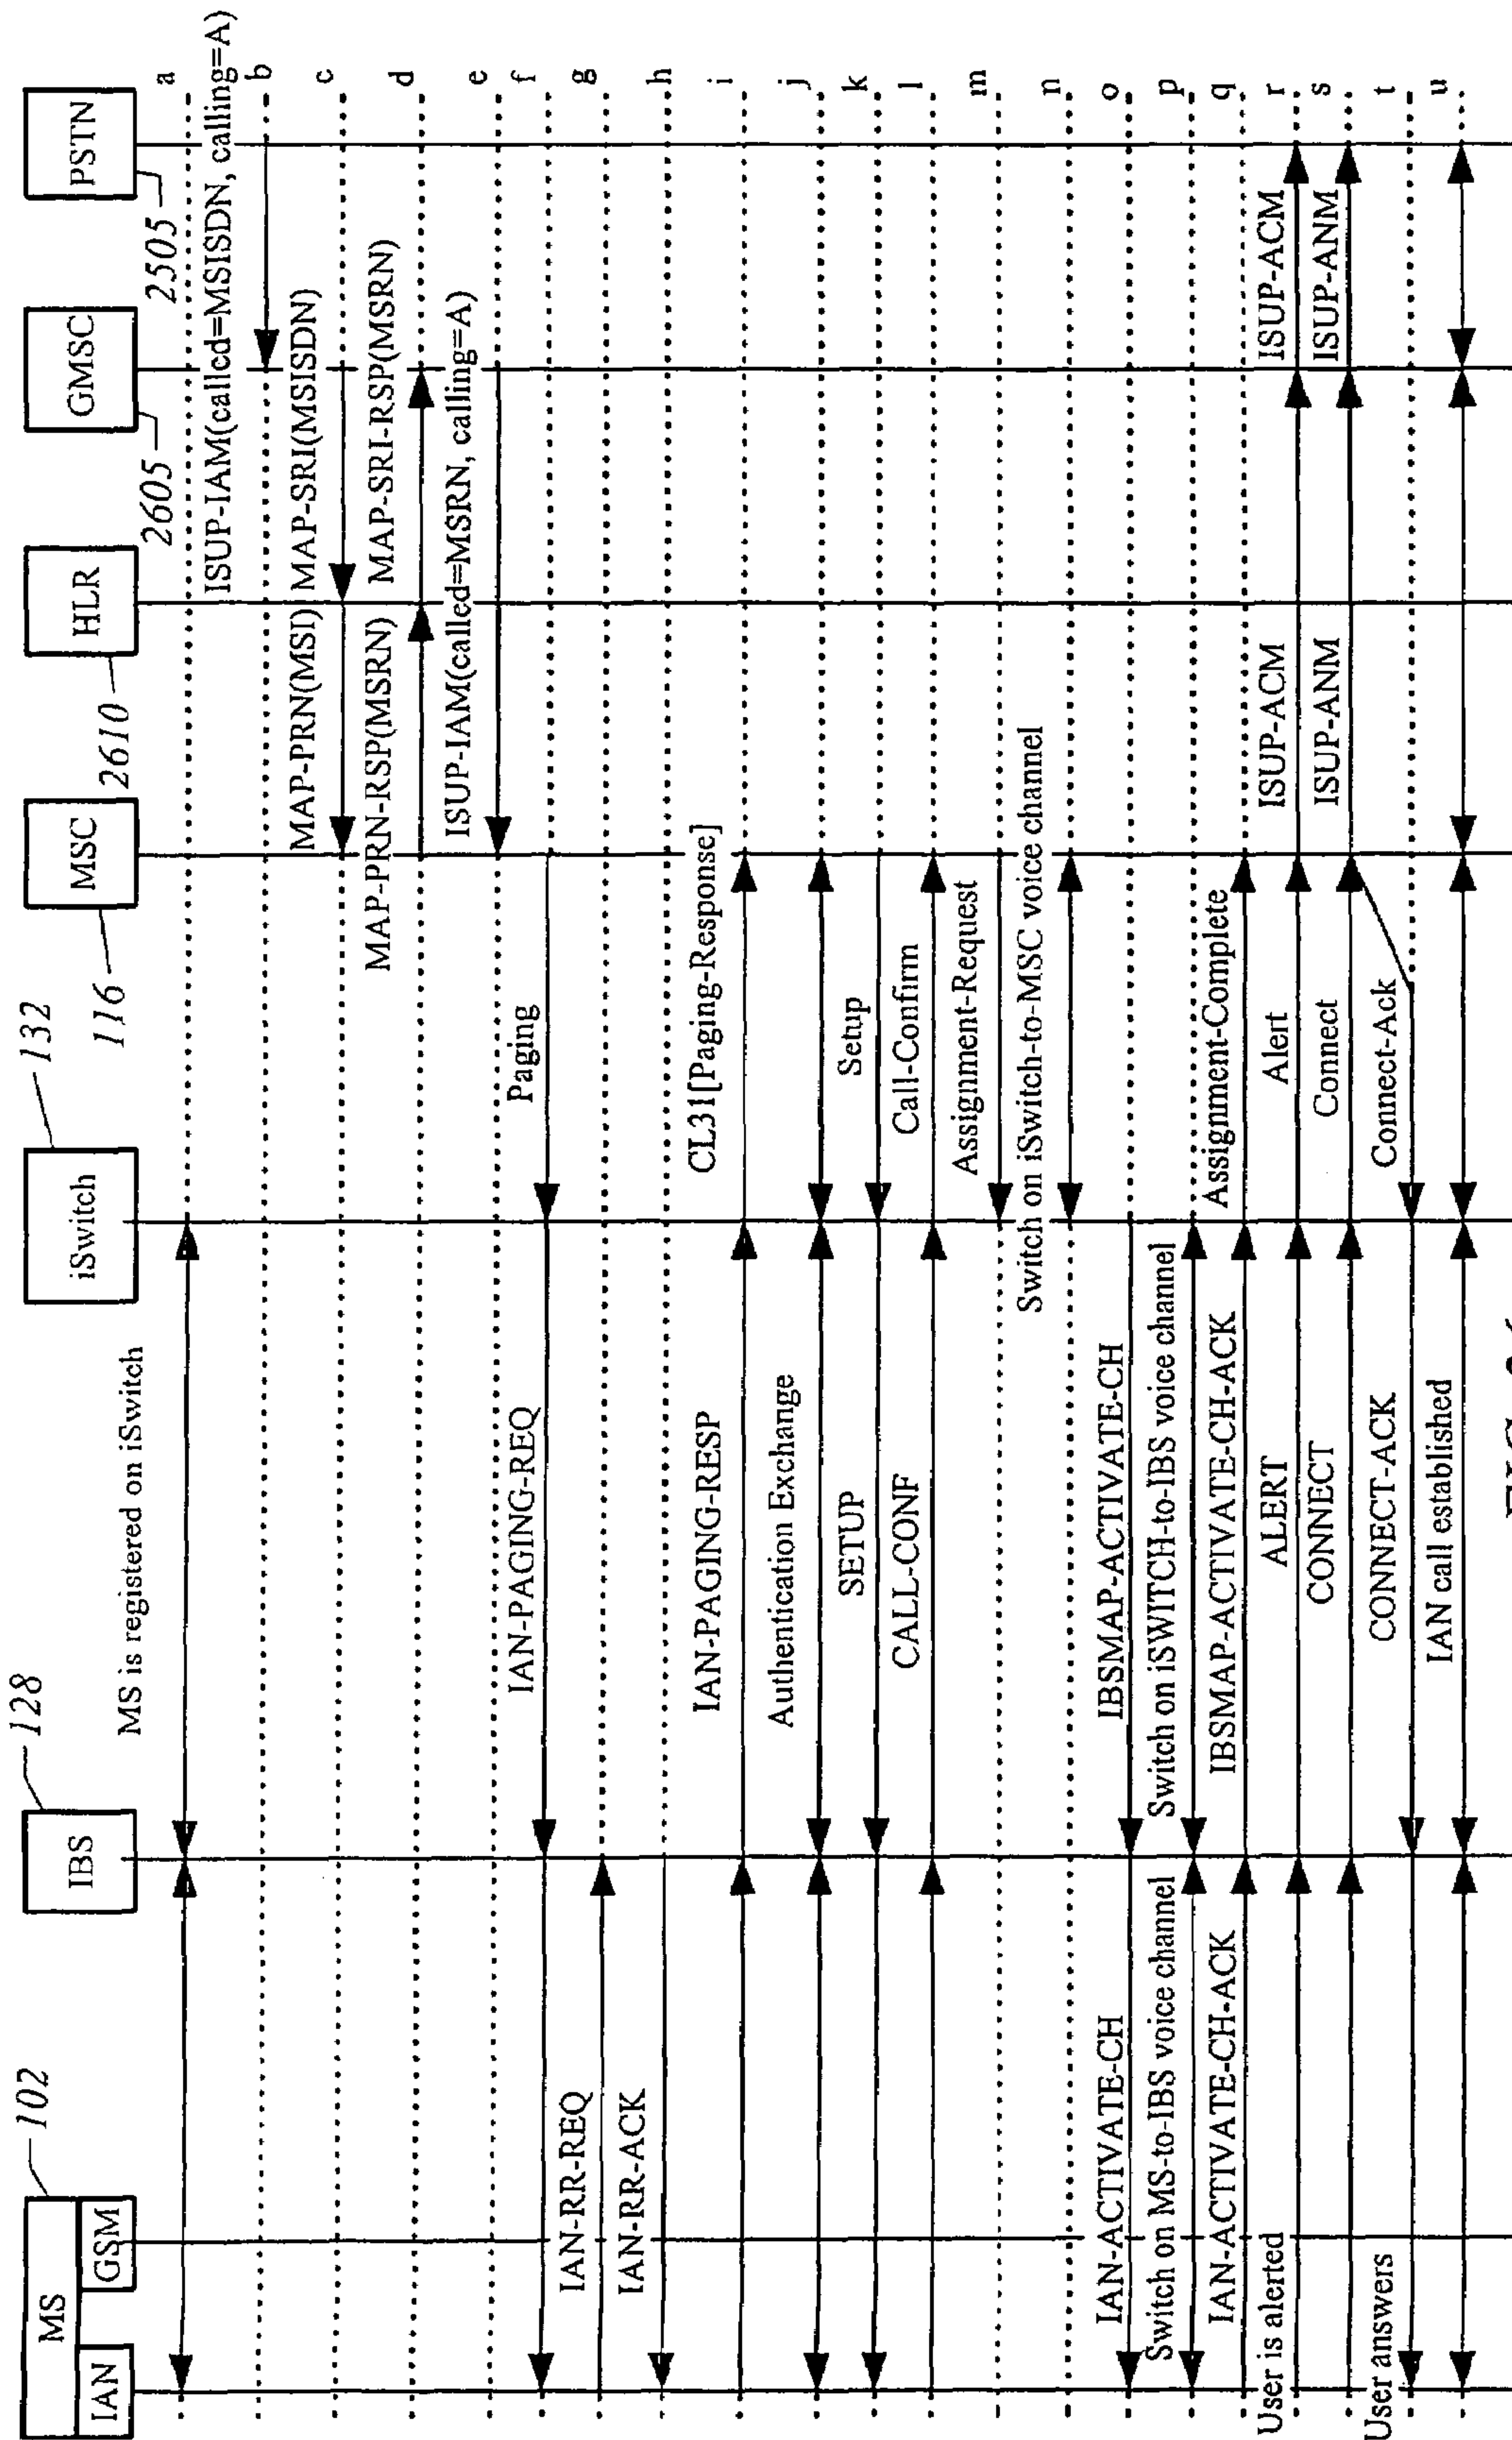 MS
102
IAN
GSM
IBS
128
iSwitch
132
MSC
116
HLR
2610
GMSC
2605
PSTN
2505
a
MS is registered on iSwitch
ISUP-IAM(called=MSISDN, calling=A)
b
MAP-PRN(MSI)
MAP-SRI(MSISDN)
c
MAP-PRN-RSP(MSRN)
MAP-SRI-RSP(MSRN)
d
ISUP-IAM(called=MSRN, calling=A)
e
IAN-PAGING-REQ
Paging
f
IAN-RR-REQ
g
IAN-RR-ACK
h
IAN-PAGING-RESP
CL31[Paging-Response]
i
Authentication Exchange
j
SETUP
Setup
k
CALL-CONF
Call-Confirm
l
Assignment-Request
m
Switch on iSwitch-to-MSC voice channel
n
IAN-ACTIVATE-CH
IBSMAP-ACTIVATE-CH
o
Switch on MS-to-IBS voice channel
Switch on iSWITCH-to-IBS voice channel
p
IAN-ACTIVATE-CH-ACK
IBSMAP-ACTIVATE-CH-ACK
Assignment-Complete
q
User is alerted
ALERT
Alert
ISUP-ACM
ISUP-ACM
r
CONNECT
Connect
ISUP-ANM
ISUP-ANM
s
User answers
CONNECT-ACK
Connect-Ack
t
IAN call established
u